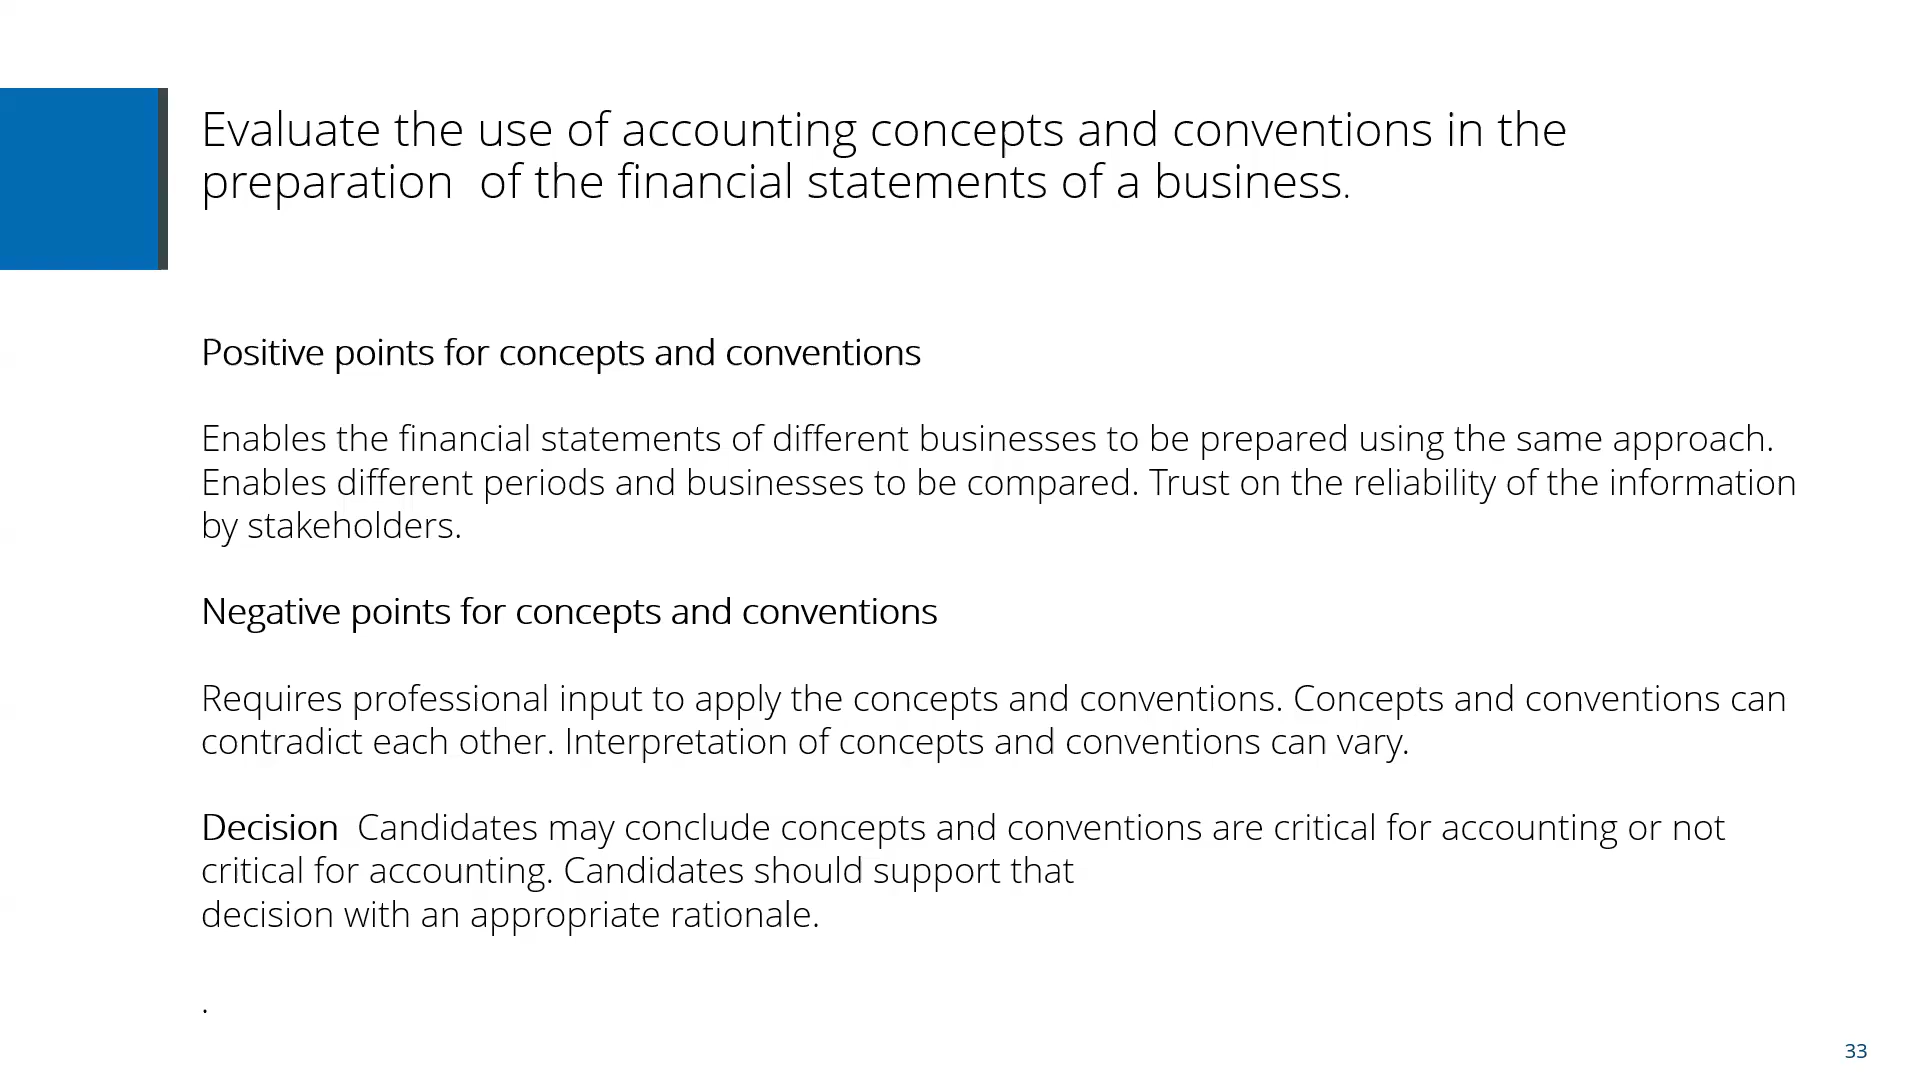 Evaluate the use of accounting concepts and conventions in the
preparation  of the financial statements of a business.
Positive points for concepts and conventions
Enables the financial statements of different businesses to be prepared using the same approach.
Enables different periods and businesses to be compared. Trust on the reliability of the information
by stakeholders.
Negative points for concepts and conventions
Requires professional input to apply the concepts and conventions. Concepts and conventions can
contradict each other. Interpretation of concepts and conventions can vary.
Decision  Candidates may conclude concepts and conventions are critical for accounting or not
critical for accounting. Candidates should support that
decision with an appropriate rationale.
.
33